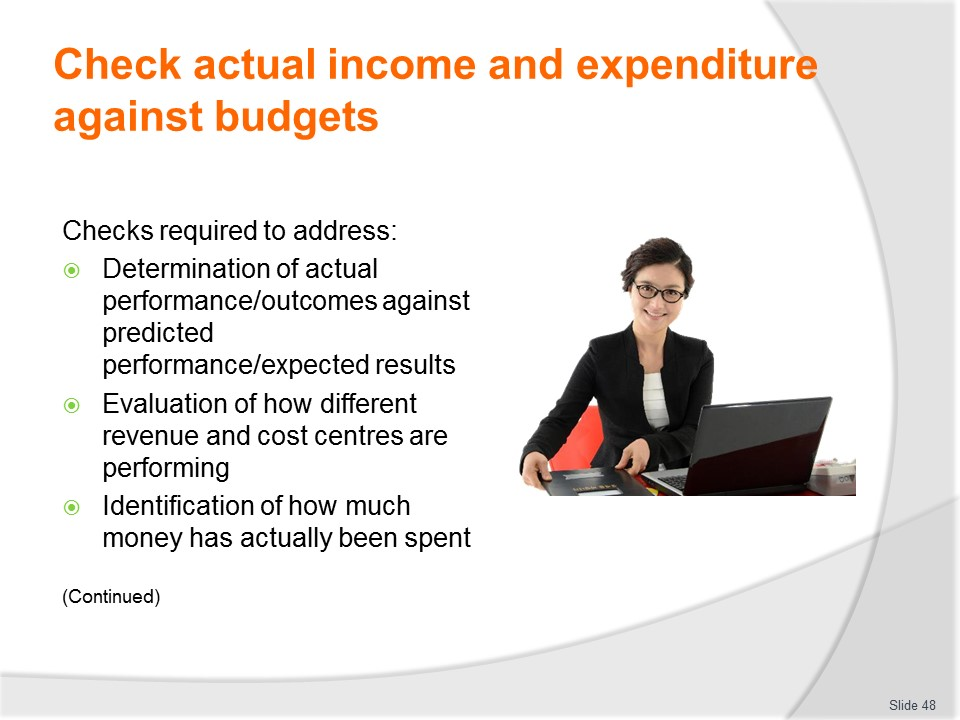 Check actual income and expenditure
against budgets
Checks required to address:
Determination of actual
performance/outcomes against
predicted
performance/expected results
Evaluation of how different
revenue and cost centres are
performing
Identification of how much
money has actually been spent
(Continued)
Slide 48